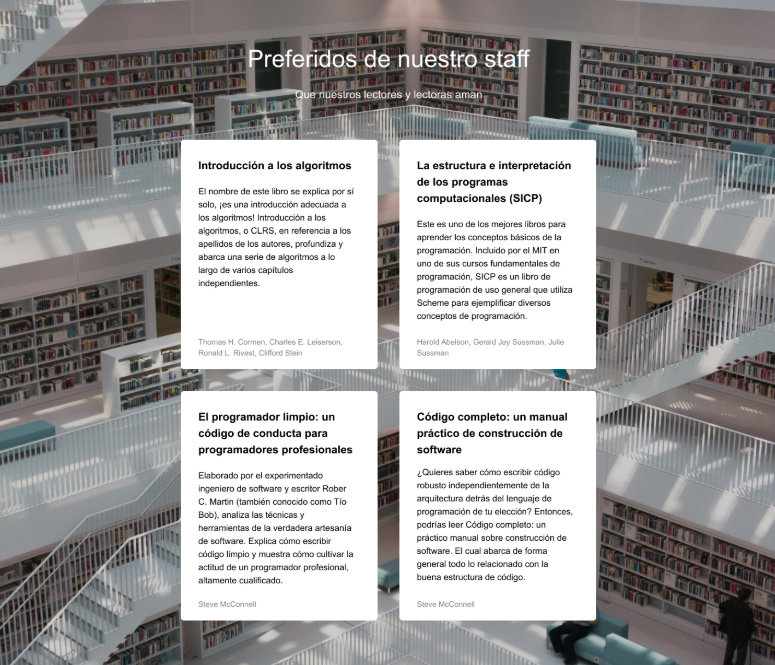 Preferidos de nuestro staff
Que nuestros lectores y lectoras aman
Introducción a los algoritmos
El nombre de este libro se explica por sí
solo, ¡es una introducción adecuada a
los algoritmos! Introducción a los
algoritmos, o CLRS, en referencia a los
apellidos de los autores, profundiza y
abarca una serie de algoritmos a lo
largo de varios capítulos
independientes.
Thomas H. Cormen, Charles E. Leiserson,
Ronald L. Rivest, Clifford Stein
La estructura e interpretación
de los programas
computacionales (SICP)
Este es uno de los mejores libros para
aprender los conceptos básicos de la
programación. Incluido por el MIT en
uno de sus cursos fundamentales de
programación, SICP es un libro de
programación de uso general que utiliza
Scheme para ejemplificar diversos
conceptos de programación.
Harold Abelson, Gerald Jay Sussman, Julie
Sussman
El programador limpio: un
código de conducta para
programadores profesionales
Elaborado por el experimentado
ingeniero de software y escritor Rober
C. Martin (también conocido como Tío
Bob), analiza las técnicas y
herramientas de la verdadera artesanía
de software. Explica cómo escribir
código limpio y muestra cómo cultivar la
actitud de un programador profesional,
altamente cualificado.
Steve McConnell
Código completo: un manual
práctico de construcción de
software
¿Quieres saber cómo escribir código
robusto independientemente de la
arquitectura detrás del lenguaje de
programación de tu elección? Entonces,
podrías leer Código completo: un
práctico manual sobre construcción de
software. El cual abarca de forma
general todo lo relacionado con la
buena estructura de código.
Steve McConnell